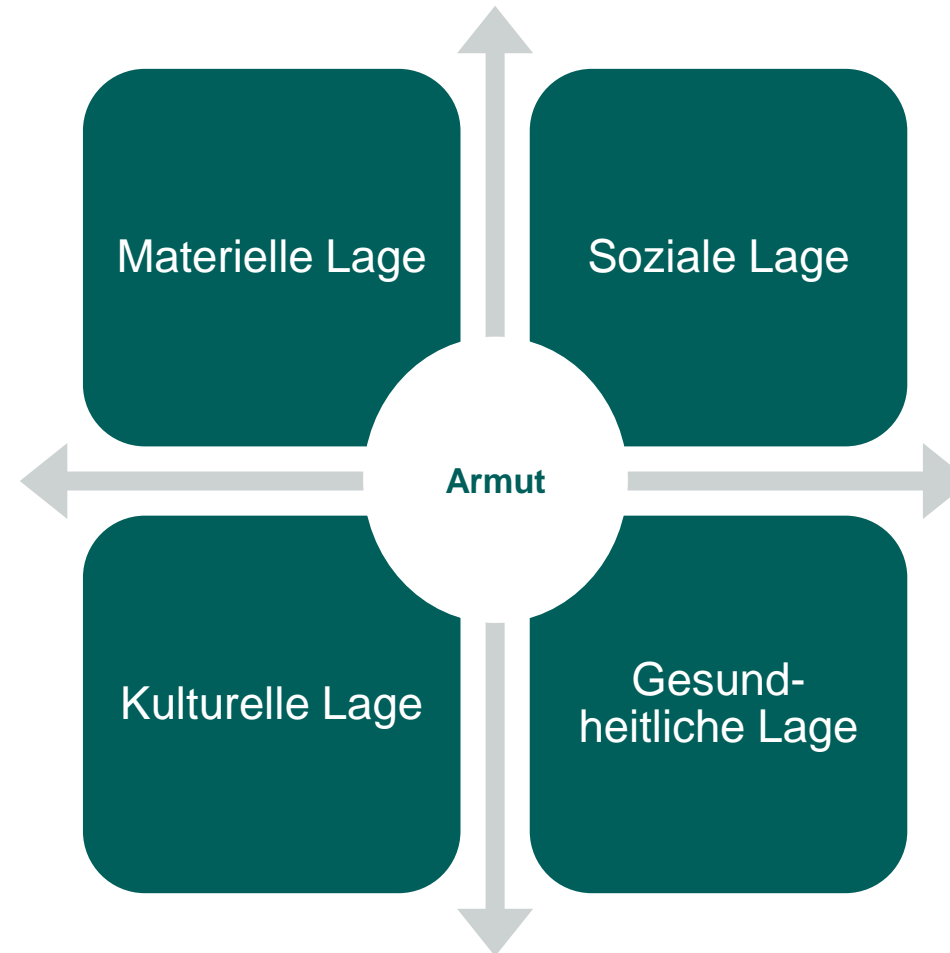 Materielle Lage
Soziale Lage
Armut
Kulturelle Lage
Gesund-
heitliche Lage